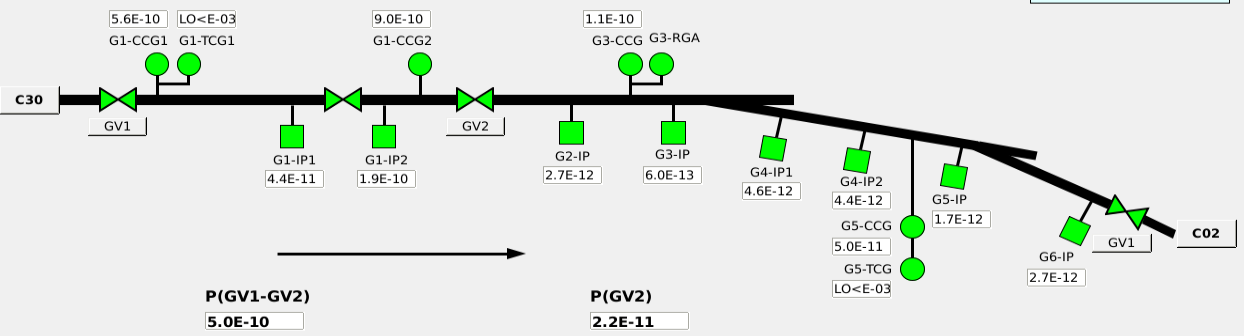 5.6E-10 LO<E-03 9.0E-10 1.1E-10
G1-CCG1 G1-TCG1 G1-CCG2 G3-CCG G3-RGA
C30
GV1 GV2
G1-IP1 G1-IP2 G2-IP G3-IP
4.4E-11 1.9E-10 2.7E-12 6.0E-13
G4-IP1
4.6E-12
G4-IP2
4.4E-12
G5-IP
1.7E-12
G5-CCG
5.0E-11
G5-TCG
LO<E-03
C02
GV1
G6-IP
2.7E-12
P(GV1-GV2) P(GV2)
5.0E-10 2.2E-11